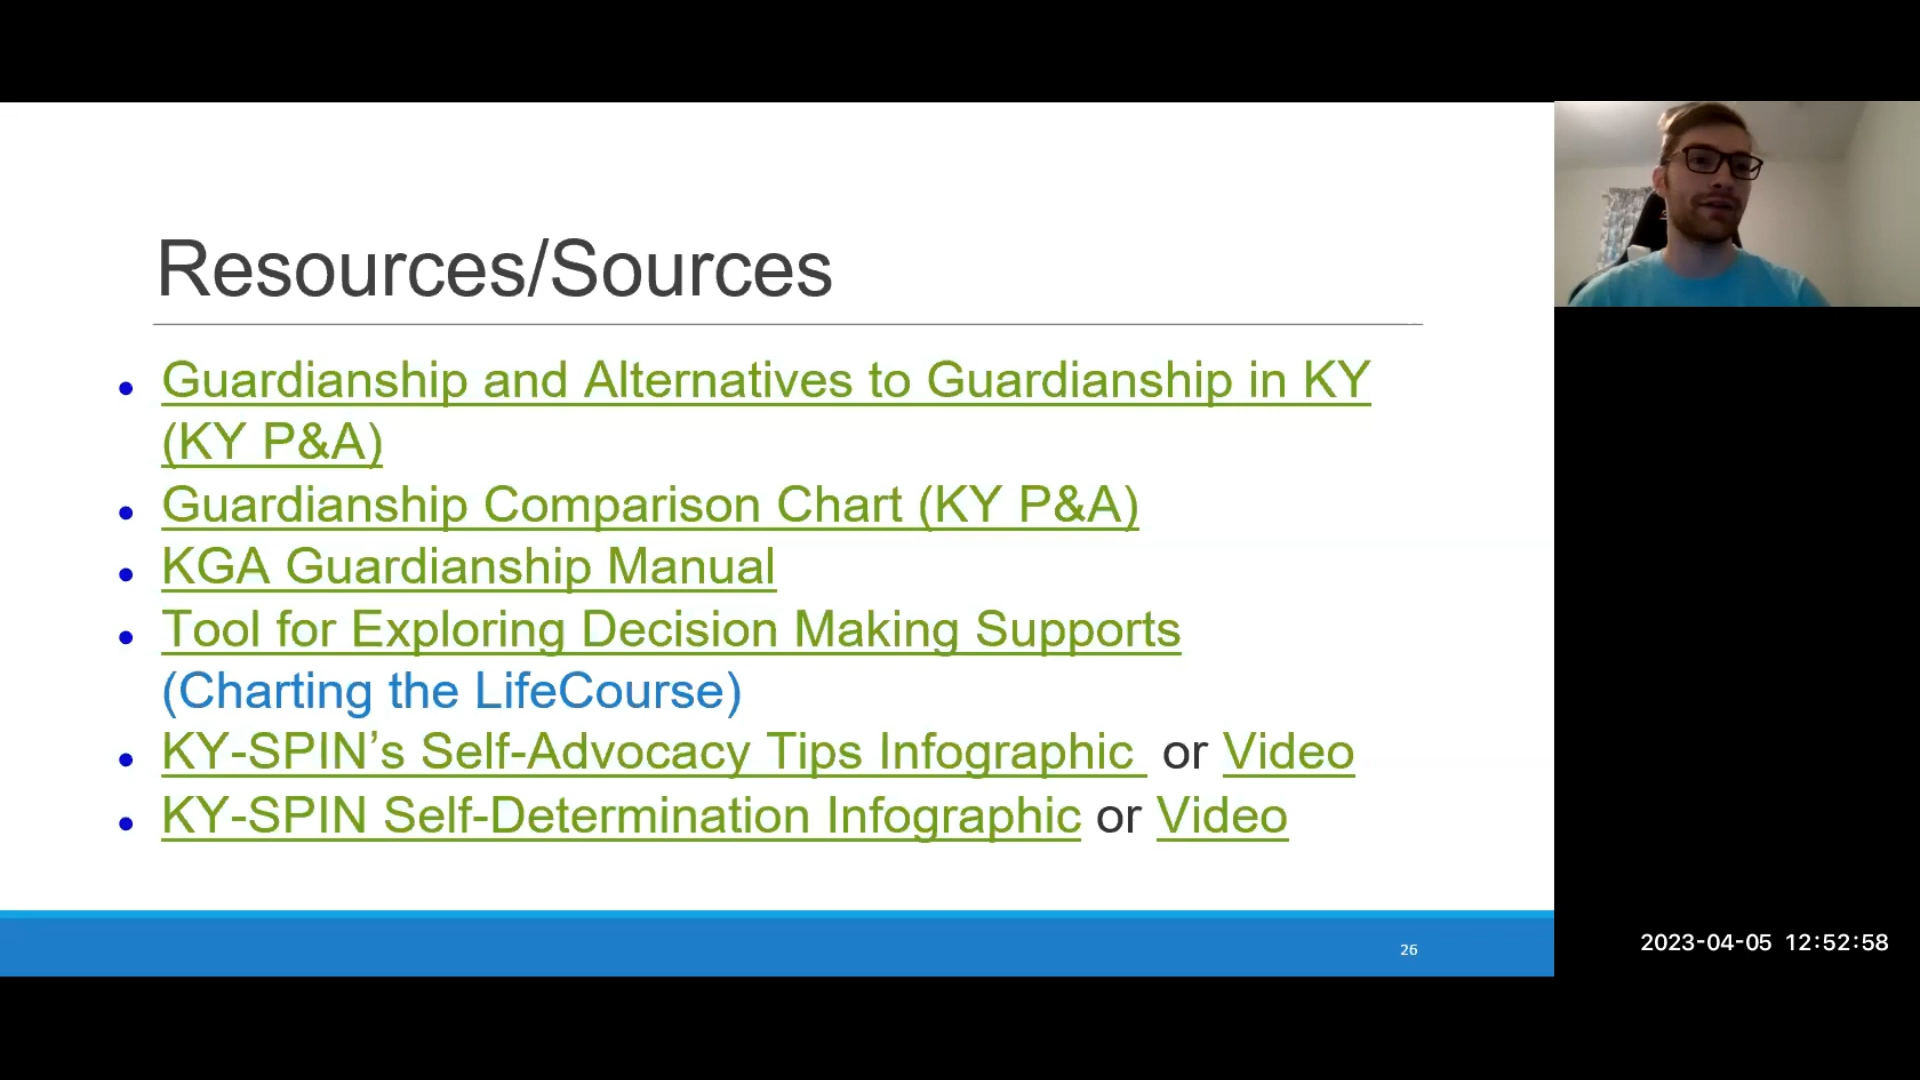 Resources/Sources
• Guardianship and Alternatives to Guardianship in KY
(KY P&A)
• Guardianship Comparison Chart (KY P&A)
• KGA Guardianship Manual
• Tool for Exploring Decision Making Supports
(Charting the LifeCourse)
• KY-SPIN’s Self-Advocacy Tips Infographic or Video
• KY-SPIN Self-Determination Infographic or Video
26
2023-04-05 12:52:58